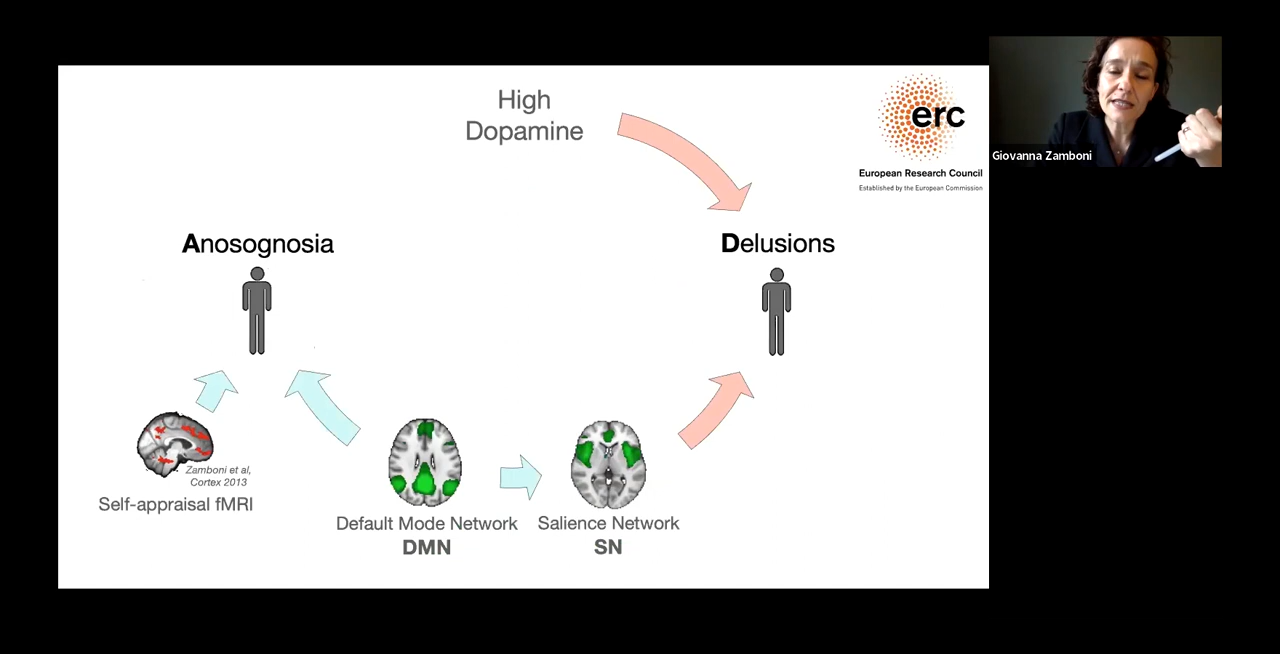 High
Dopamine
erc
European Research Council
Established by the European Commission
Giovanna Zamboni
Anosognosia
Delusions
Zamboni et al,
Cortex 2013
Self-appraisal fMRI
Default Mode Network
DMN
Salience Network
SN